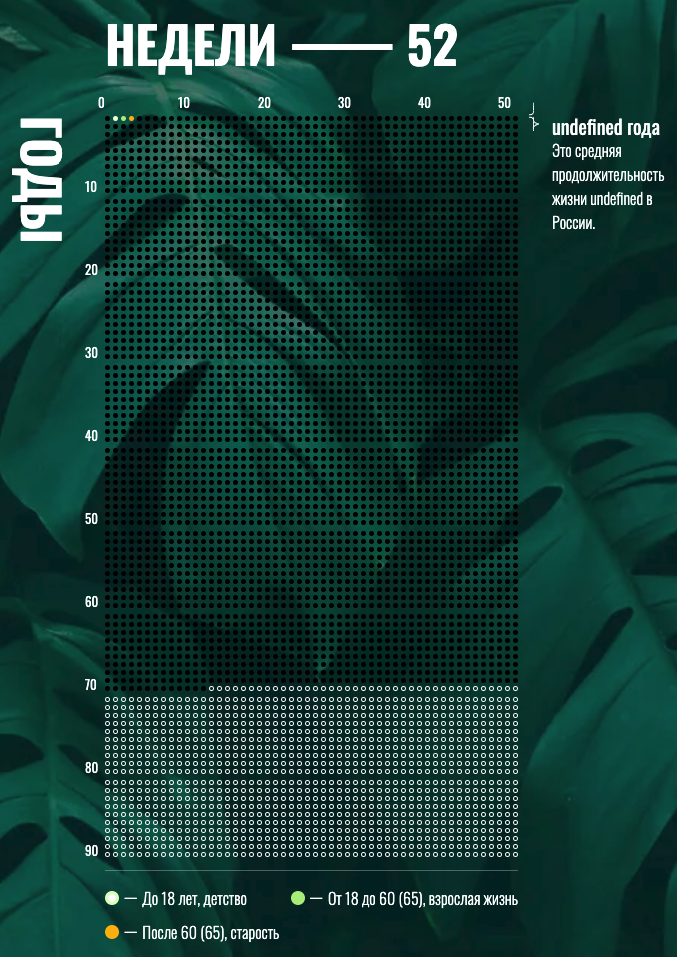 НЕДЕЛИ — 52
0 10 20 30 40 50
ГОДЫ
undefined года
Это средняя
продолжительность
жизни undefined в
России.
10
20
30
40
50
60
70
80
90
— До 18 лет, детство
— От 18 до 60 (65), взрослая жизнь
— После 60 (65), старость